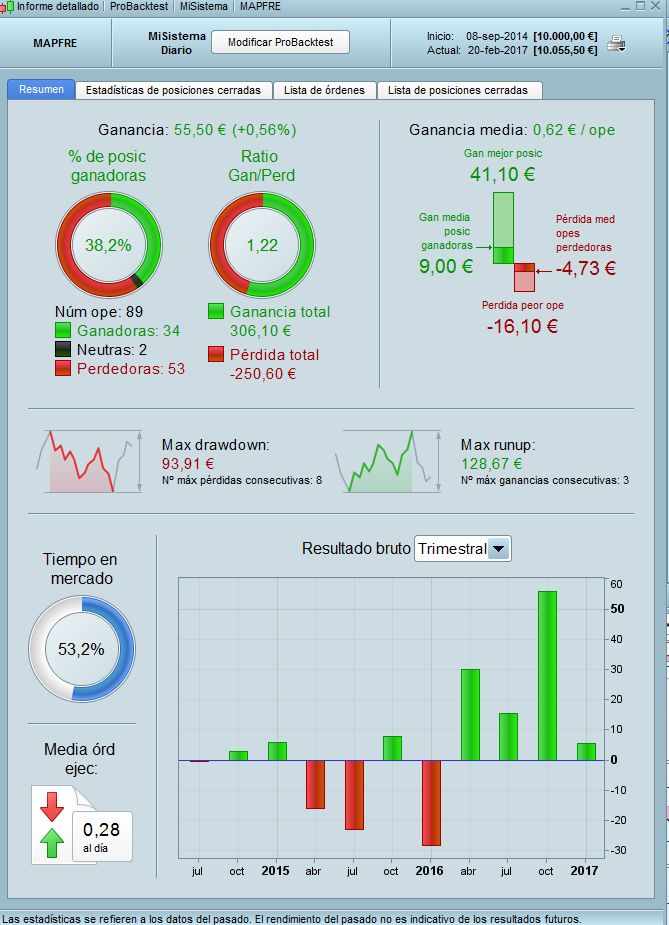 Informe detallado ProBacktest MiSistema MAPFRE
MAPFRE
MiSistema
Diario
Modificar ProBacktest
Inicio: 08-sep-2014 [10.000,00 €]
Actual: 20-feb-2017 [10.055,50 €]
Resumen
Estadísticas de posiciones cerradas
Lista de órdenes
Lista de posiciones cerradas
Ganancia: 55,50 € (+0,56%)
% de posic
ganadoras
38,2%
Ratio
Gan/Perd
1,22
Núm ope: 89
Ganadoras: 34
Neutras: 2
Perdedoras: 53
Ganancia total
306,10 €
Pérdida total
-250,60 €
Ganancia media: 0,62 € / ope
Gan mejor posic
41,10 €
Gan media
posic
ganadoras
9,00 €
Pérdida med
opes
perdedoras
-4,73 €
Perdida peor ope
-16,10 €
Max drawdown:
93,91 €
Nº máx pérdidas consecutivas: 8
Max runup:
128,67 €
Nº máx ganancias consecutivas: 3
Tiempo en
mercado
53,2%
Media órd
ejec:
0,28
al día
Resultado bruto Trimestral
60
50
40
30
20
10
0
-10
-20
-30
jul oct 2015 abr jul oct 2016 abr jul oct 2017
Las estadísticas se refieren a los datos del pasado. El rendimiento del pasado no es indicativo de los resultados futuros.